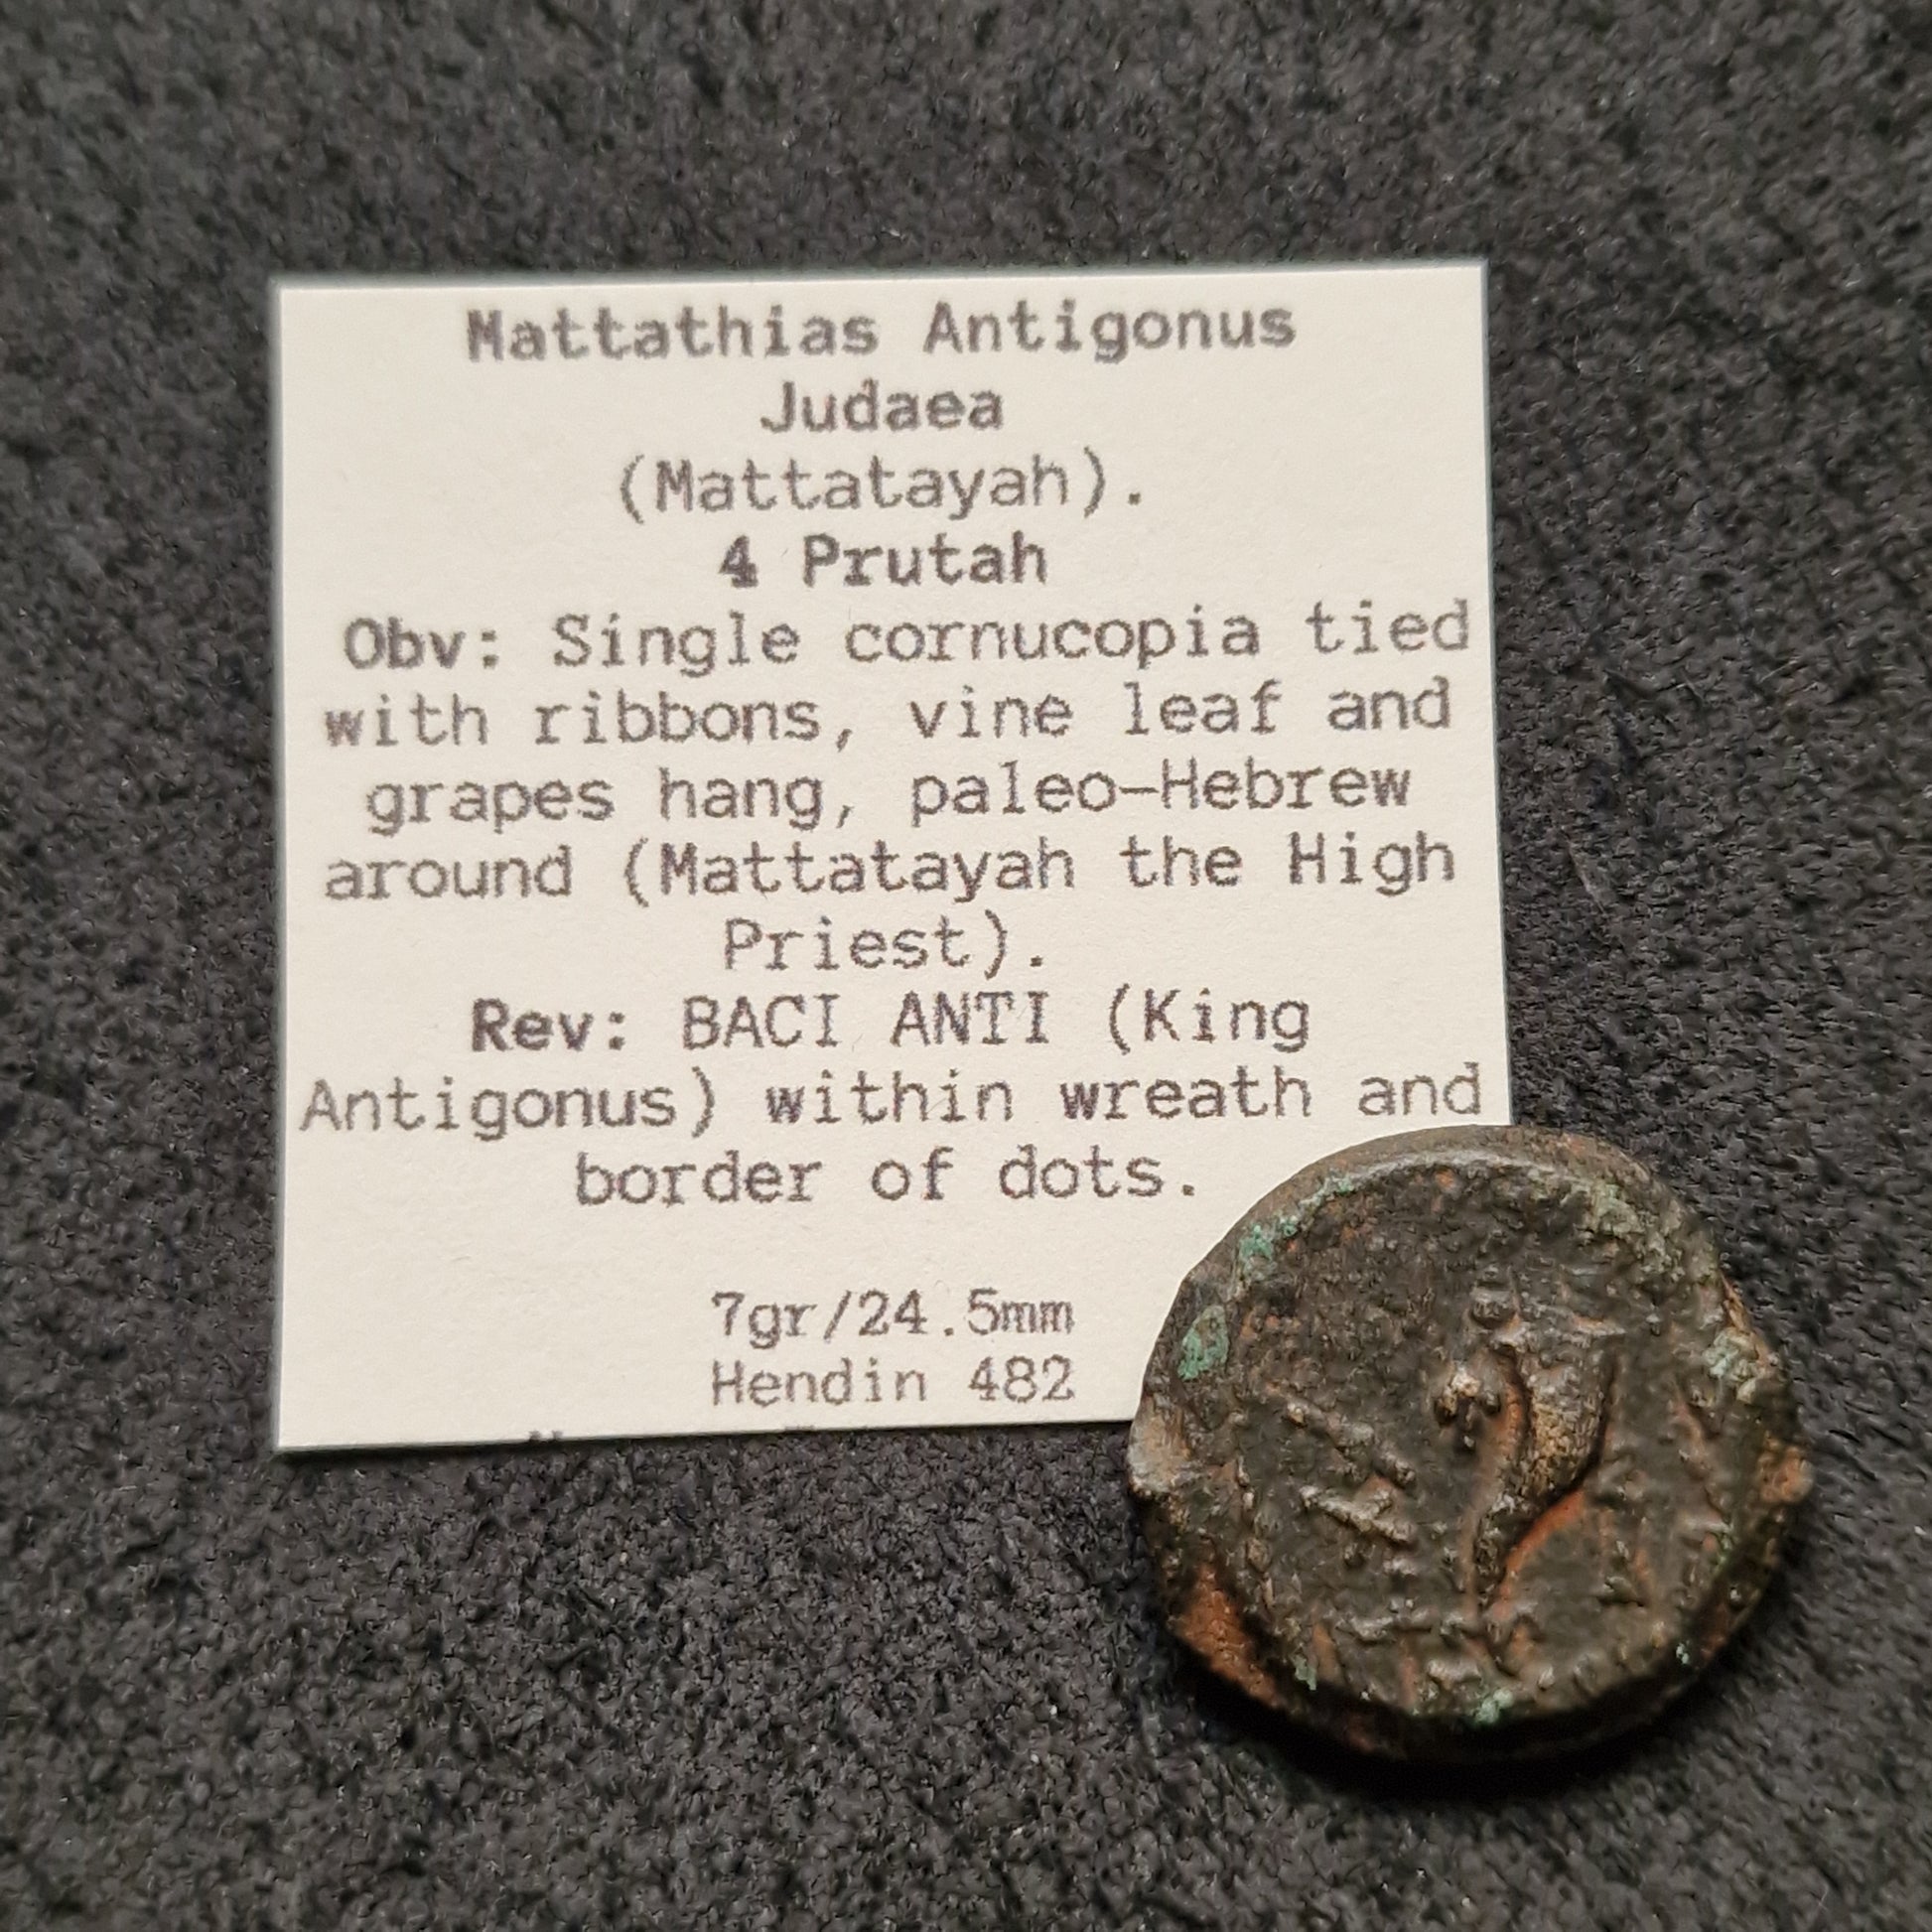 Mattathias Antigonus
Judaea
(Mattatayah).
4 Prutah
Obv: Single cornucopia tied
with ribbons, vine leaf and
grapes hang, paleo-Hebrew
around (Mattatayah the High
Priest).
Rev: BACI ANTI (King
Antigonus) within wreath and
border of dots.
7gr/24.5mm
Hendin 482